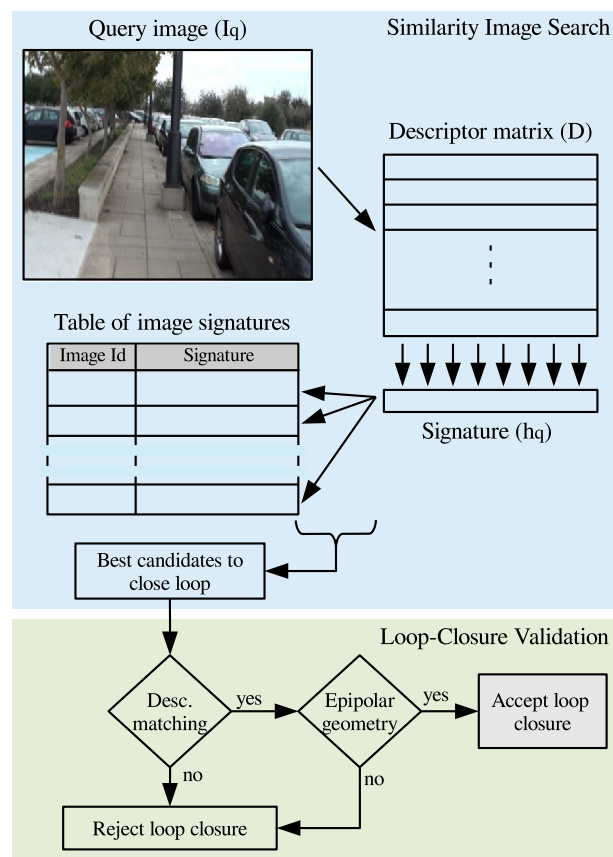 Query image (Iq)
Similarity Image Search
Descriptor matrix (D)
Table of image signatures
Image Id
Signature
Signature (hq)
Best candidates to
close loop
Loop-Closure Validation
Desc.
matching
yes
Epipolar
geometry
yes
Accept loop
closure
no
no
Reject loop closure